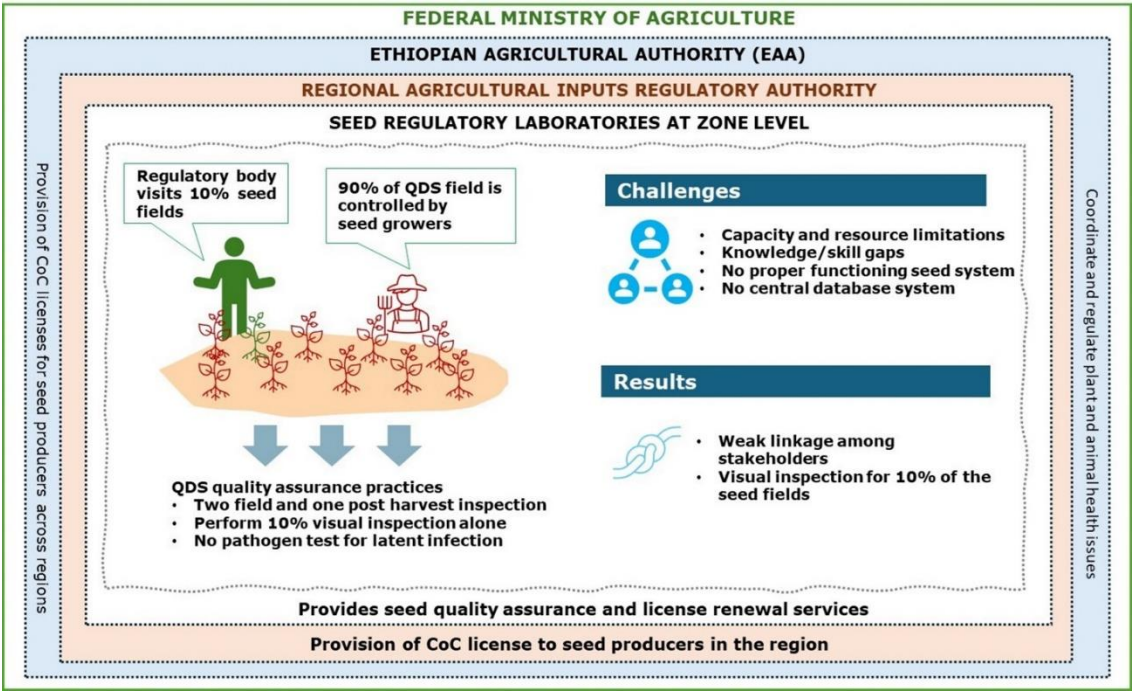 FEDERAL MINISTRY OF AGRICULTURE
ETHIOPIAN AGRICULTURAL AUTHORITY (EAA)
REGIONAL AGRICULTURAL INPUTS REGULATORY AUTHORITY
SEED REGULATORY LABORATORIES AT ZONE LEVEL
Provision of CoC licenses for seed producers across regions
Regulatory body
visits 10% seed
fields
90% of QDS field is
controlled by
seed growers
QDS quality assurance practices
• Two field and one post harvest inspection
• Perform 10% visual inspection alone
• No pathogen test for latent infection
Challenges
• Capacity and resource limitations
• Knowledge/skill gaps
• No proper functioning seed system
• No central database system
Results
• Weak linkage among
stakeholders
• Visual inspection for 10% of the
seed fields
Coordinate and regulate plant and animal health issues
Provides seed quality assurance and license renewal services
Provision of CoC license to seed producers in the region